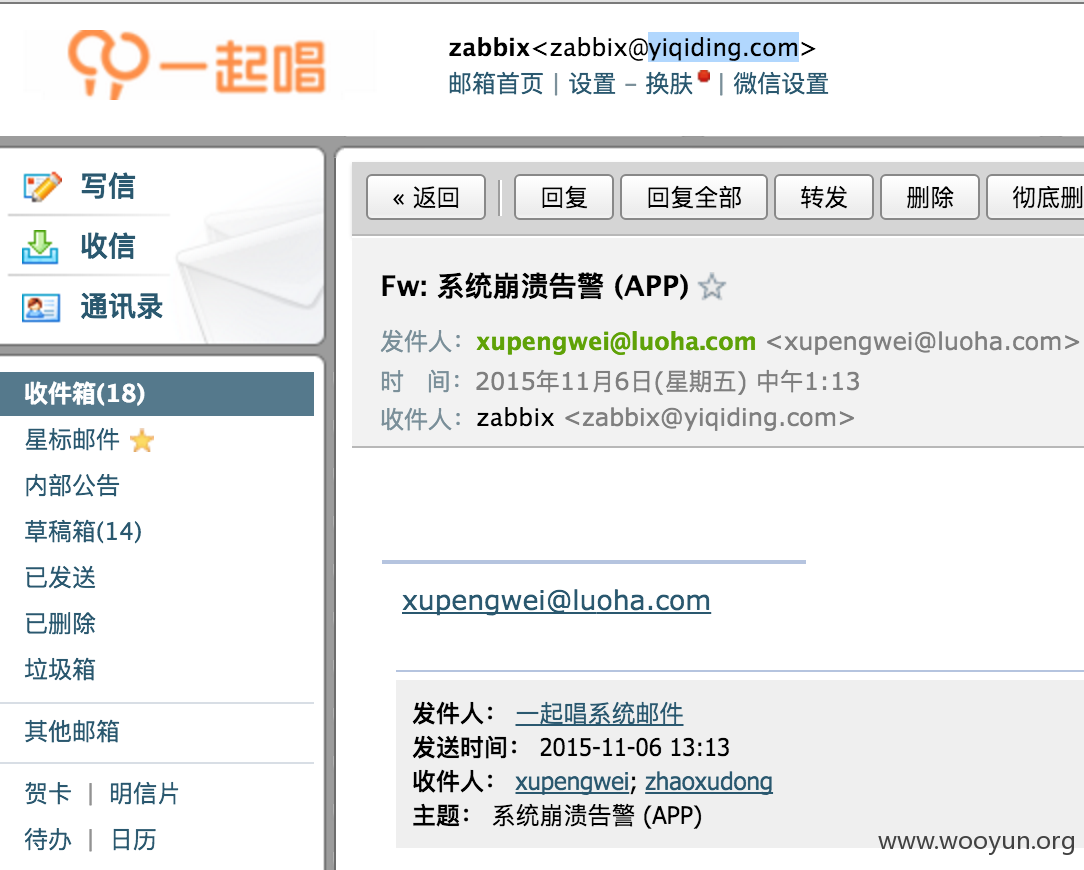 一起唱
zabbix<zabbix@yiqiding.com>
邮箱首页 | 设置 – 换肤 | 微信设置
写信
收信
通讯录
收件箱(18)
星标邮件
内部公告
草稿箱(14)
已发送
已删除
垃圾箱
其他邮箱
贺卡 | 明信片
待办 | 日历
« 返回 回复 回复全部 转发 删除 彻底删
Fw: 系统崩溃告警 (APP)
发件人: xupengwei@luoha.com <xupengwei@luoha.com>
时 间: 2015年11月6日(星期五) 中午1:13
收件人: zabbix <zabbix@yiqiding.com>
xupengwei@luoha.com
发件人: 一起唱系统邮件
发送时间: 2015-11-06 13:13
收件人: xupengwei; zhaoxudong
主题: 系统崩溃告警 (APP)
www.wooyun.org